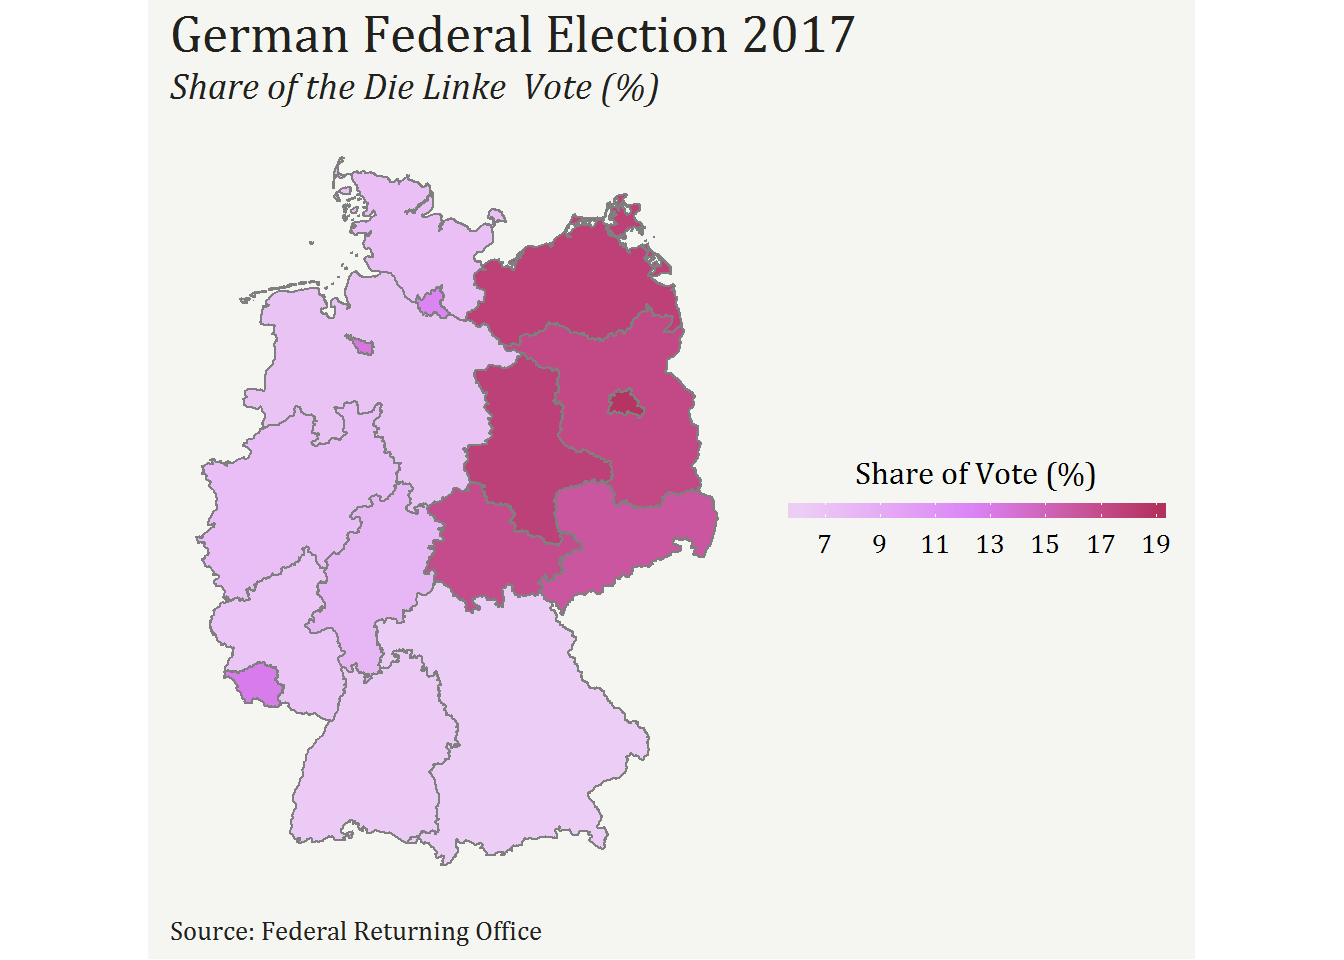 German Federal Election 2017
Share of the Die Linke  Vote (%)
Share of Vote (%)
7 9 11 13 15 17 19
Source: Federal Returning Office